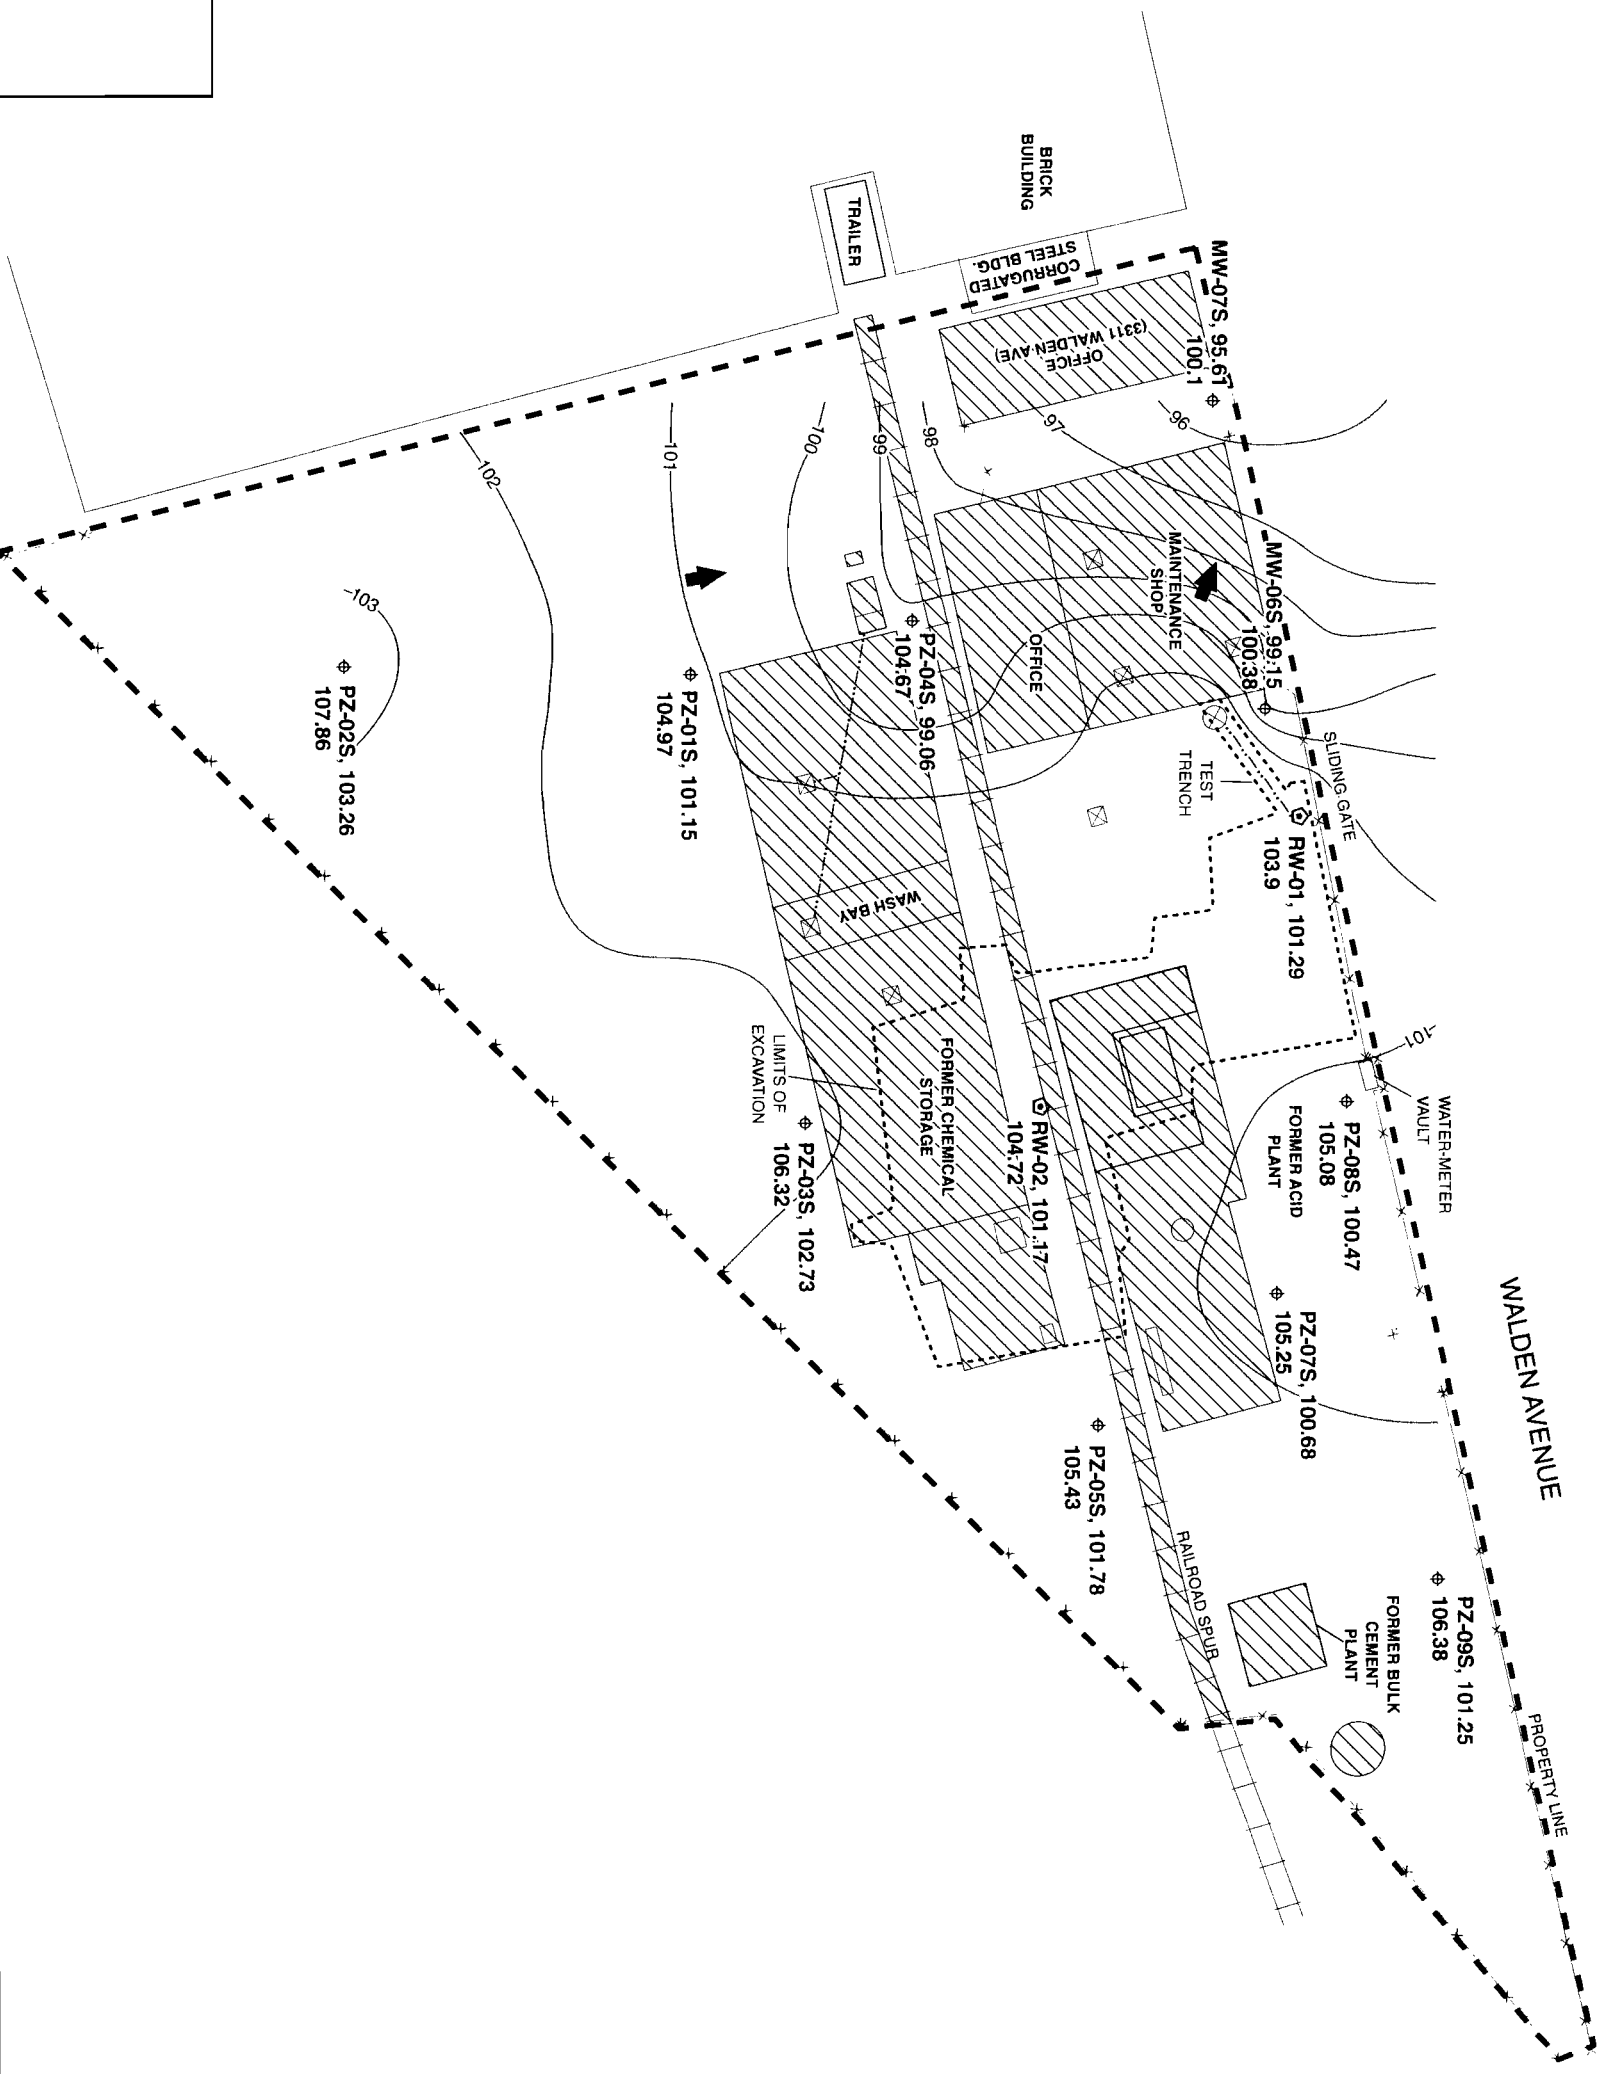 WALDEN AVENUE
PROPERTY LINE
PZ-09S, 101.25
106.38
FORMER BULK
CEMENT
PLANT
WATER-METER
VAULT
101
PZ-08S, 100.47
105.08
FORMER ACID
PLANT
PZ-07S, 100.68
105.25
SLIDING GATE
RW-01, 101.29
103.9
TEST
TRENCH
MW-06S, 99.15
100.38
MAINTENANCE
SHOP
OFFICE
MW-07S, 95.61
100.1
96
97
98
99
100
101
102
103
OFFICE
(3311 WALDEN AVE)
CORRUGATED
STEEL BLDG.
BRICK
BUILDING
TRAILER
RAILROAD SPUR
PZ-05S, 101.78
105.43
RW-02, 101.17
104.72
FORMER CHEMICAL
STORAGE
WASH BAY
PZ-04S, 99.06
104.67
PZ-03S, 102.73
106.32
LIMITS OF
EXCAVATION
PZ-01S, 101.15
104.97
PZ-02S, 103.26
107.86